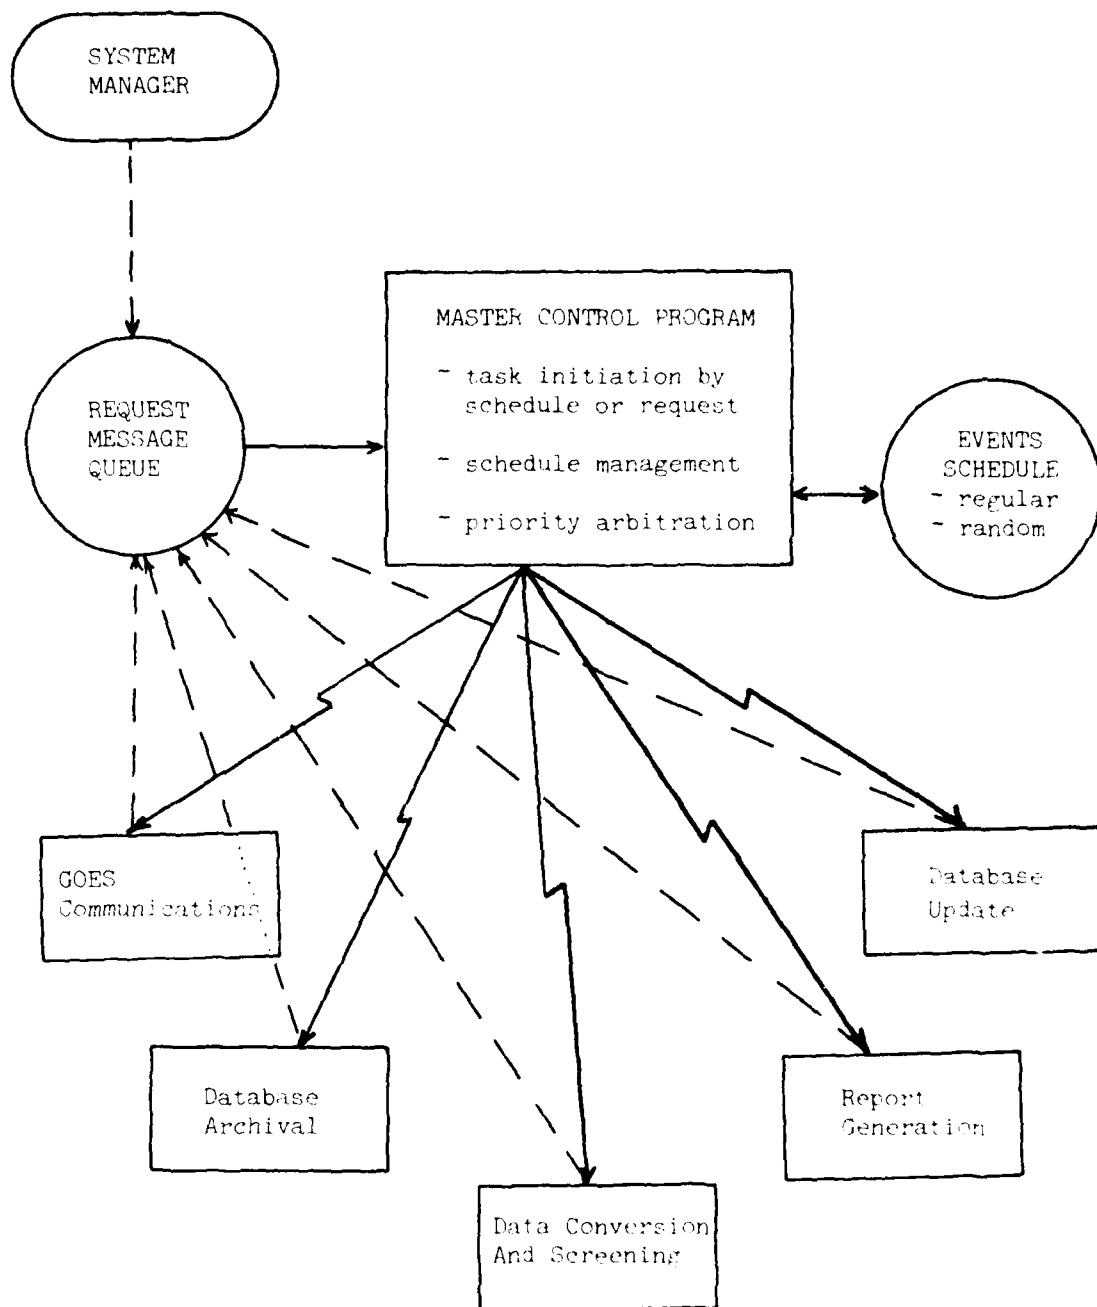 SYSTEM
MANAGER
MASTER CONTROL PROGRAM
- task initiation by
schedule or request
- schedule management
- priority arbitration
REQUEST
MESSAGE
QUEUE
EVENTS
SCHEDULE
- regular
- random
GOES
Communications
Database
Update
Database
Archival
Report
Generation
Data Conversion
And Screening